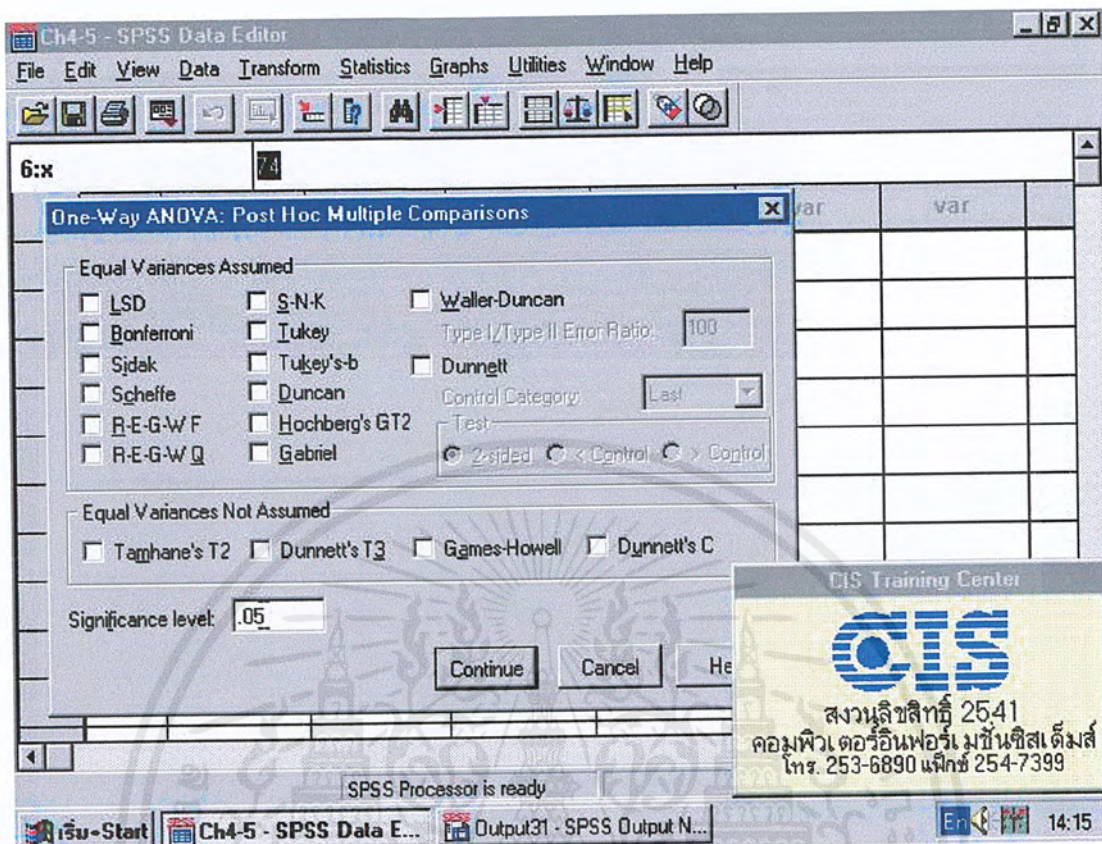 Ch4-5 - SPSS Data Editor
File Edit View Data Transform Statistics Graphs Utilities Window Help
6:x 74
One-Way ANOVA: Post Hoc Multiple Comparisons
var var
Equal Variances Assumed
LSD S-N-K Waller-Duncan
Bonferroni Tukey Type I/Type II Error Ratio: 100
Sidak Tukey's-b Dunnett
Scheffe Duncan Control Category: Last
R-E-G-W F Hochberg's GT2 Test
R-E-G-W Q Gabriel 2-sided < Control > Control
Equal Variances Not Assumed
Tamhane's T2 Dunnett's T3 Games-Howell Dunnett's C
Significance level: .05
Continue Cancel He
CIS Training Center
CIS
สงวนลิขสิทธิ์ 2541
คอมพิวเตอร์อินฟอร์เมชั่นซิสเต็มส์
โทร. 253-6890 แฟ็กซ์ 254-7399
SPSS Processor is ready
เริ่ม-Start Ch4-5 - SPSS Data E... Output31 - SPSS Output N... En 14:15